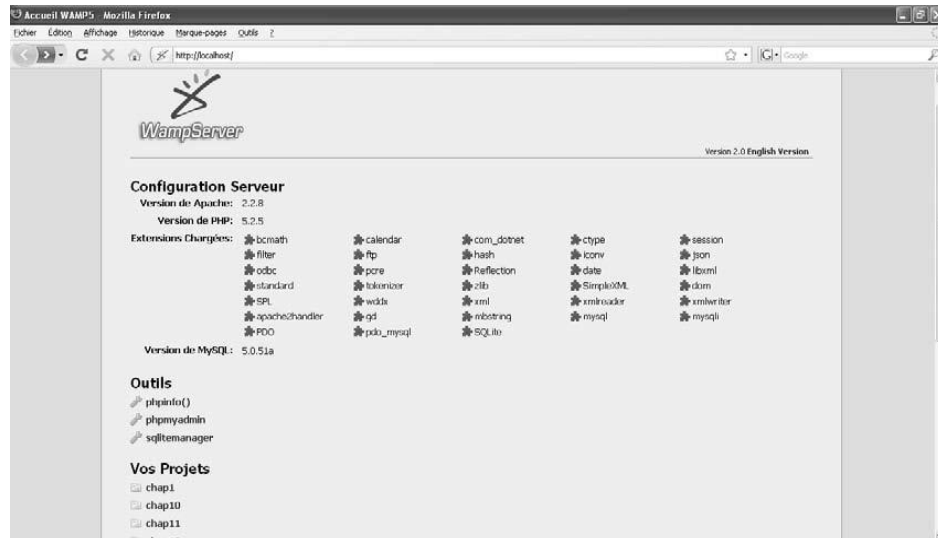 Accueil WAMP5 Mozilla Firefox
Fichier Édition Affichage Historique Marque-pages Outils ?
http://localhost/ Google
WampServer
Version 2.0 English Version
Configuration Serveur
Version de Apache: 2.2.8
Version de PHP: 5.2.5
Extensions Chargées: bcmath calendar com_dotnet ctype session
filter ftp hash iconv json
odbc pcre Reflection date libxml
standard tokenizer zlib SimpleXML dom
SPL wddx xml xmlreader xmlwriter
apache2handler gd mbstring mysql mysqli
PDO pdo_mysql SQLite
Version de MySQL: 5.0.51a
Outils
phpinfo()
phpmyadmin
sqlitemanager
Vos Projets
chap1
chap10
chap11